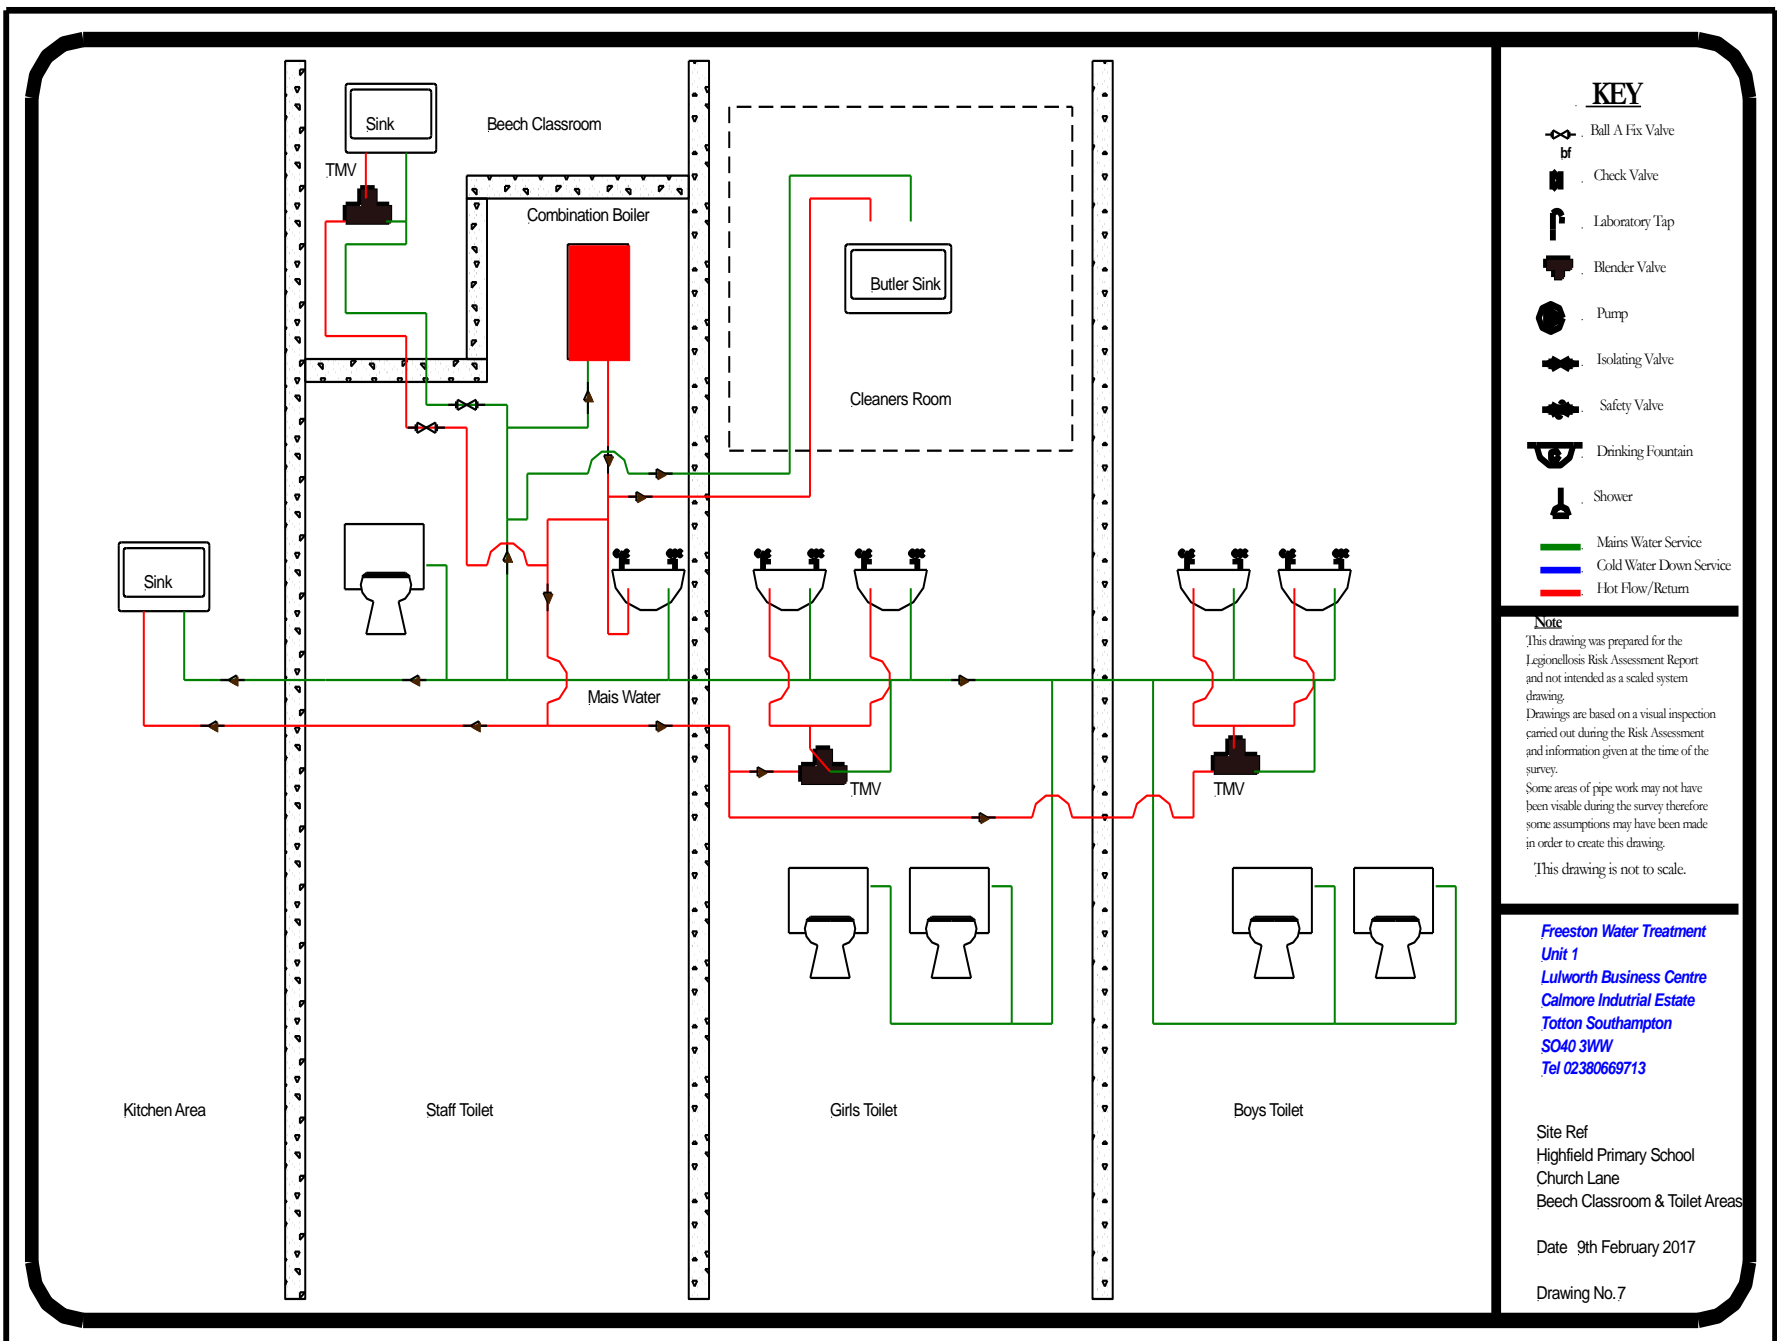 Sink
Beech Classroom
TMV
Combination Boiler
Butler Sink
Cleaners Room
Sink
Mais Water
TMV
TMV
Kitchen Area
Staff Toilet
Girls Toilet
Boys Toilet
KEY
Ball A Fix Valve
bf
Check Valve
Laboratory Tap
Blender Valve
Pump
Isolating Valve
Safety Valve
Drinking Fountain
Shower
Mains Water Service
Cold Water Down Service
Hot Flow/Return
Note
This drawing was prepared for the
Legionellosis Risk Assessment Report
and not intended as a scaled system
drawing.
Drawings are based on a visual inspection
carried out during the Risk Assessment
and information given at the time of the
survey.
Some areas of pipe work may not have
been visable during the survey therefore
some assumptions may have been made
in order to create this drawing.
This drawing is not to scale.
Freeston Water Treatment
Unit 1
Lulworth Business Centre
Calmore Indutrial Estate
Totton Southampton
SO40 3WW
Tel 02380669713
Site Ref
Highfield Primary School
Church Lane
Beech Classroom & Toilet Areas
Date 9th February 2017
Drawing No.7